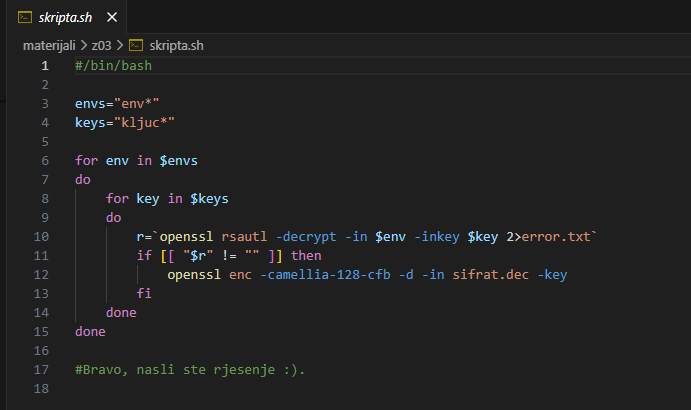 skripta.sh
materijali > z03 > skripta.sh
1 #/bin/bash
2
3 envs="env*"
4 keys="kljuc*"
5
6 for env in $envs
7 do
8     for key in $keys
9     do
10         r=`openssl rsautl -decrypt -in $env -inkey $key 2>error.txt`
11         if [[ "$r" != "" ]] then
12             openssl enc -camellia-128-cfb -d -in sifrat.dec -key
13         fi
14     done
15 done
16
17 #Bravo, nasli ste rjesenje :).
18